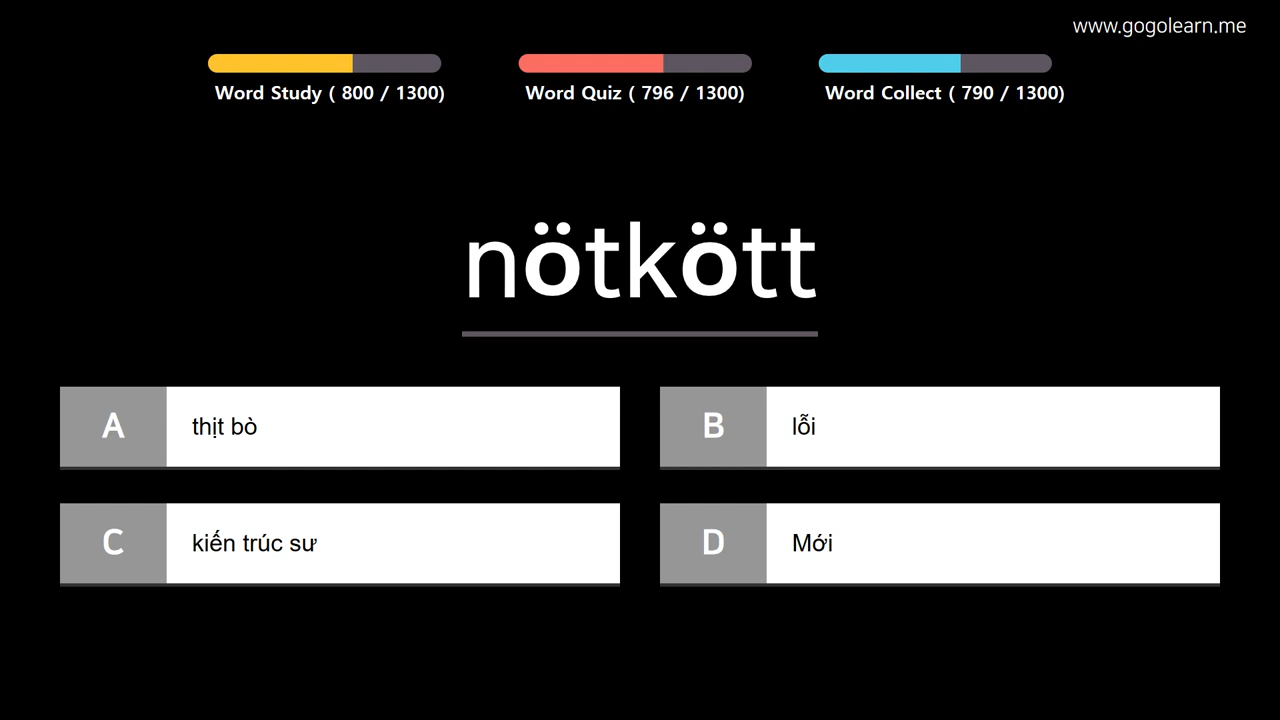 www.gogolearn.me
Word Study ( 800 / 1300)
Word Quiz ( 796 / 1300)
Word Collect ( 790 / 1300)
nötkött
A thịt bò
B lỗi
C kiến trúc sư
D Mới